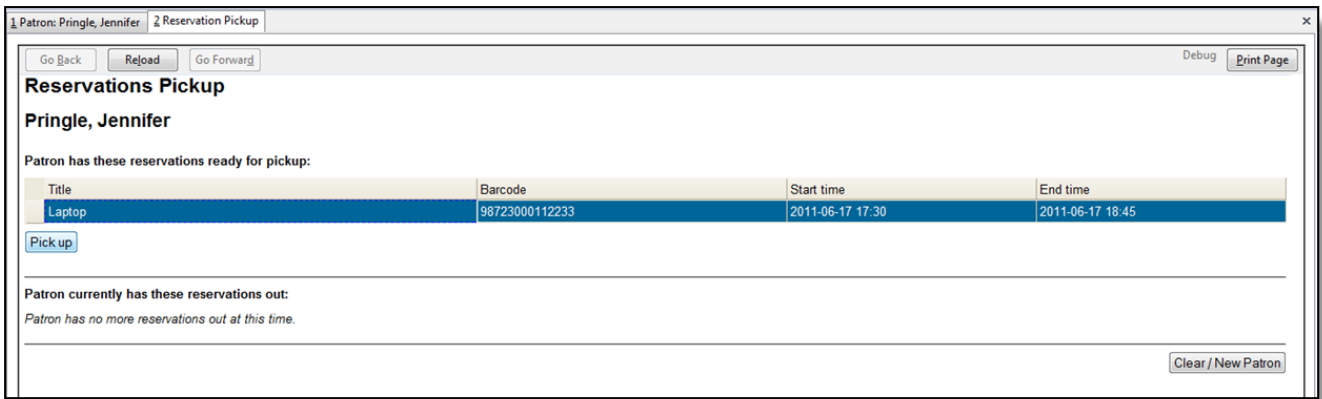 1 Patron: Pringle, Jennifer 2 Reservation Pickup x
Go Back Reload Go Forward Debug Print Page
Reservations Pickup
Pringle, Jennifer
Patron has these reservations ready for pickup:
Title Barcode Start time End time
Laptop 98723000112233 2011-06-17 17:30 2011-06-17 18:45
Pick up
Patron currently has these reservations out:
Patron has no more reservations out at this time.
Clear / New Patron